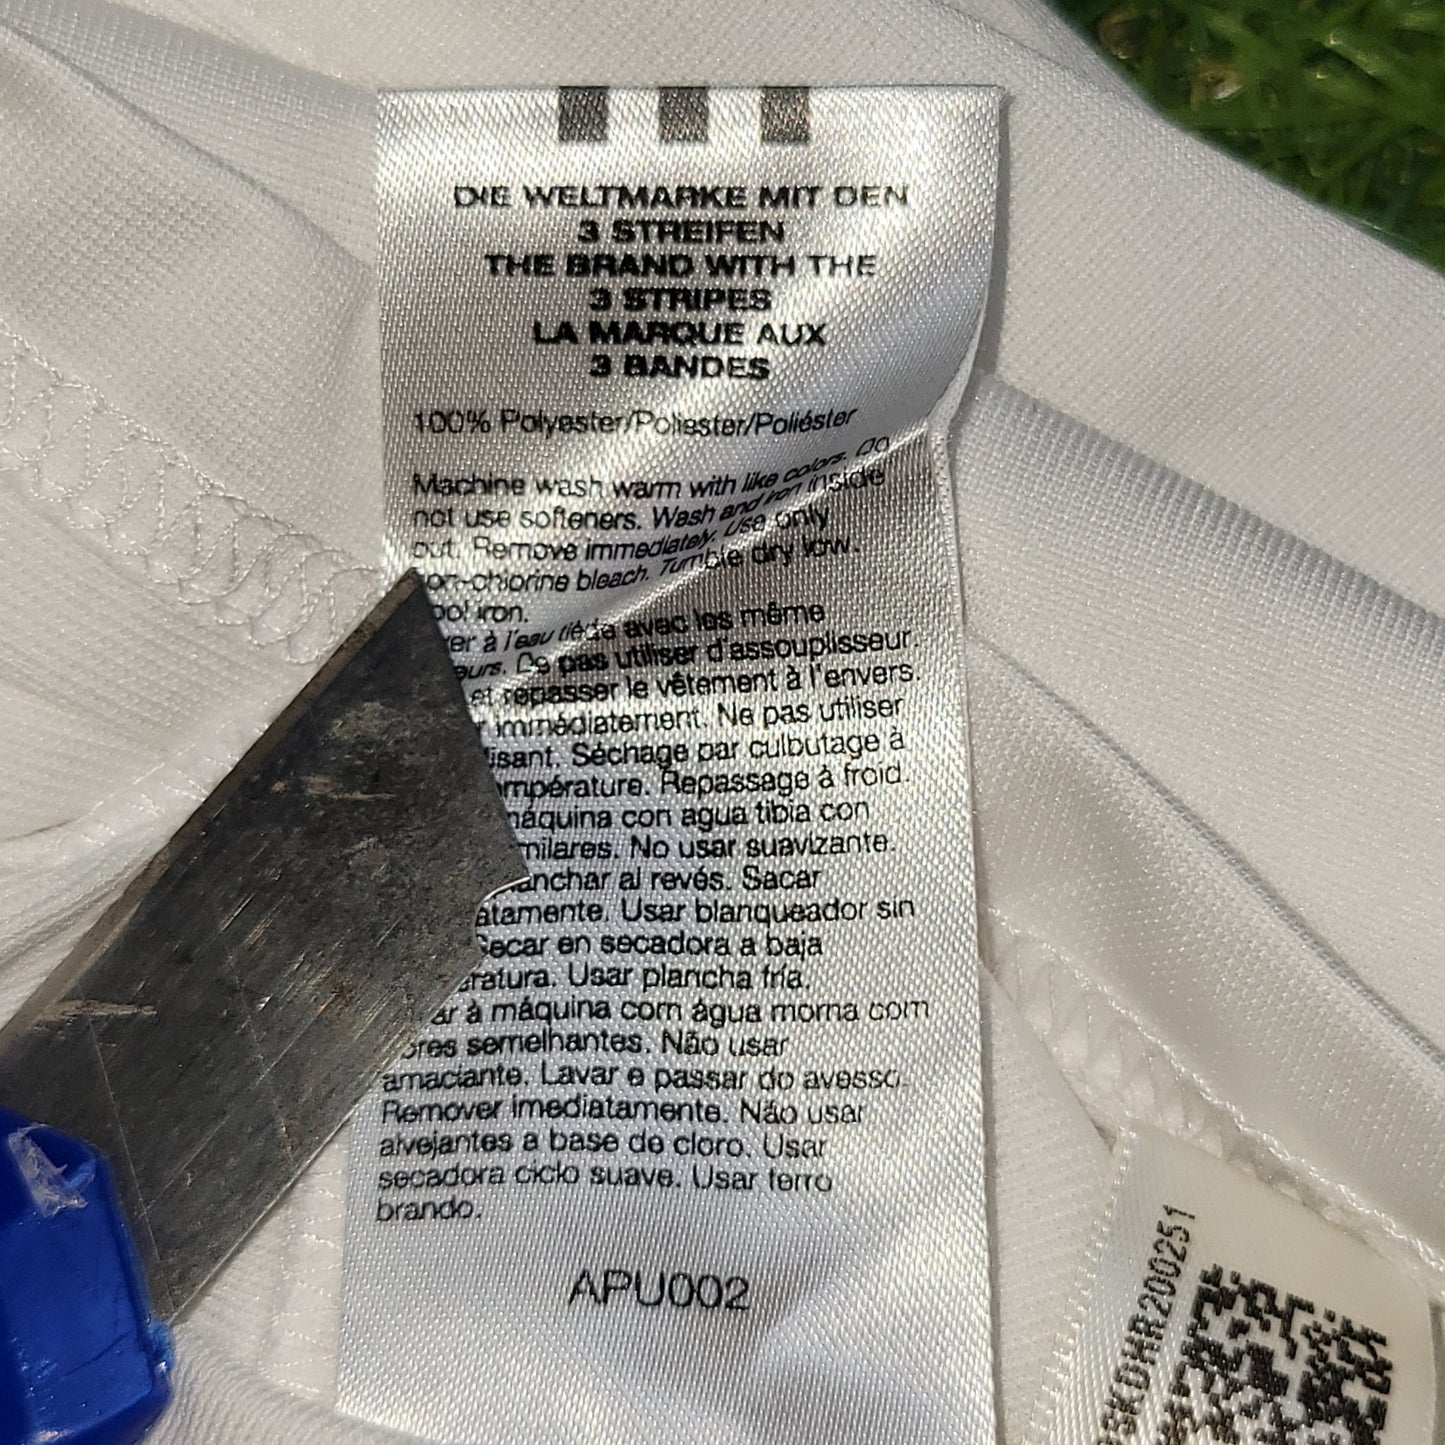 DIE WELTMARKE MIT DEN
3 STREIFEN
THE BRAND WITH THE
3 STRIPES
LA MARQUE AUX
3 BANDES
100% Polyester/Poliester/Poliéster
Machine wash warm with like colors. Do
not use softeners. Wash and iron inside
out. Remove immediately. Use only
non-chlorine bleach. Tumble dry low.
iron.
à l'eau tiède avec les même
De pas utiliser d'assouplisseur.
et repasser le vêtement à l'envers.
immédiatement. Ne pas utiliser
Séchage par culbutage à
Repassage à froid.
máquina con agua tibia con
No usar suavizante.
al revés. Sacar
Usar blanqueador sin
Secar en secadora a baja
Usar plancha fría.
à máquina com água morna com
semelhantes. Não usar
amaciante. Lavar e passar do avesso.
Remover imediatamente. Não usar
alvejantes a base de cloro. Usar
secadora ciclo suave. Usar ferro
brando.
APU002